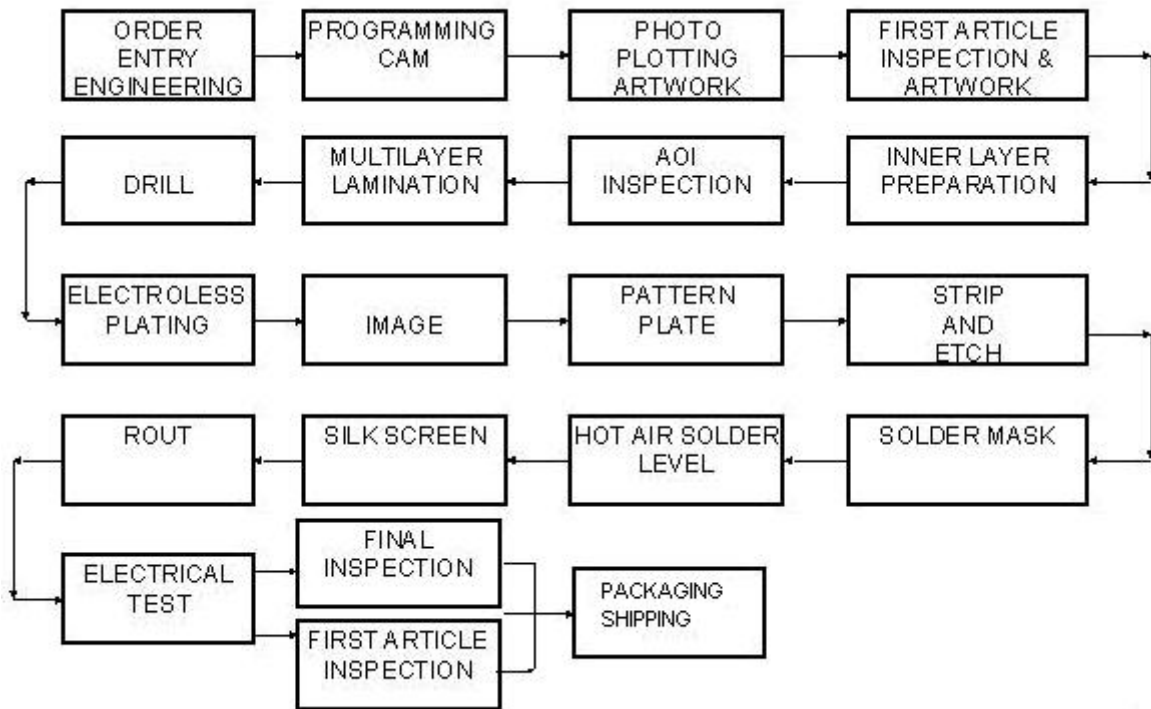 ORDER
ENTRY
ENGINEERING
PROGRAMMING
CAM
PHOTO
PLOTTING
ARTWORK
FIRST ARTICLE
INSPECTION &
ARTWORK
INNER LAYER
PREPARATION
AOI
INSPECTION
MULTILAYER
LAMINATION
DRILL
ELECTROLESS
PLATING
IMAGE
PATTERN
PLATE
STRIP
AND
ETCH
SOLDER MASK
HOT AIR SOLDER
LEVEL
SILK SCREEN
ROUT
ELECTRICAL
TEST
FINAL
INSPECTION
FIRST ARTICLE
INSPECTION
PACKAGING
SHIPPING